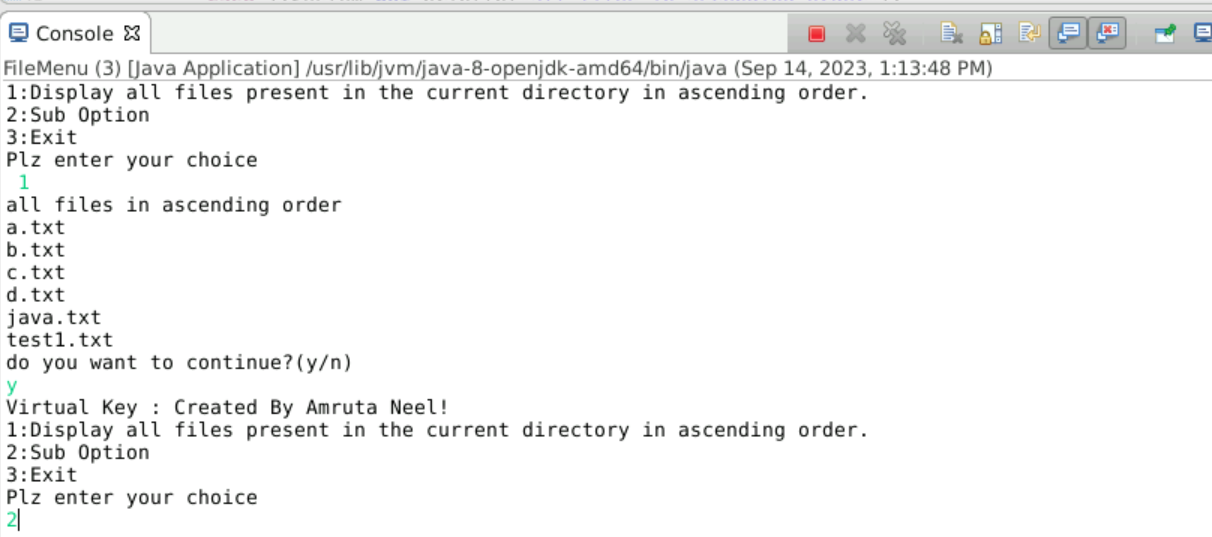 Console
FileMenu (3) [Java Application] /usr/lib/jvm/java-8-openjdk-amd64/bin/java (Sep 14, 2023, 1:13:48 PM)
1:Display all files present in the current directory in ascending order.
2:Sub Option
3:Exit
Plz enter your choice
1
all files in ascending order
a.txt
b.txt
c.txt
d.txt
java.txt
test1.txt
do you want to continue?(y/n)
y
Virtual Key : Created By Amruta Neel!
1:Display all files present in the current directory in ascending order.
2:Sub Option
3:Exit
Plz enter your choice
2